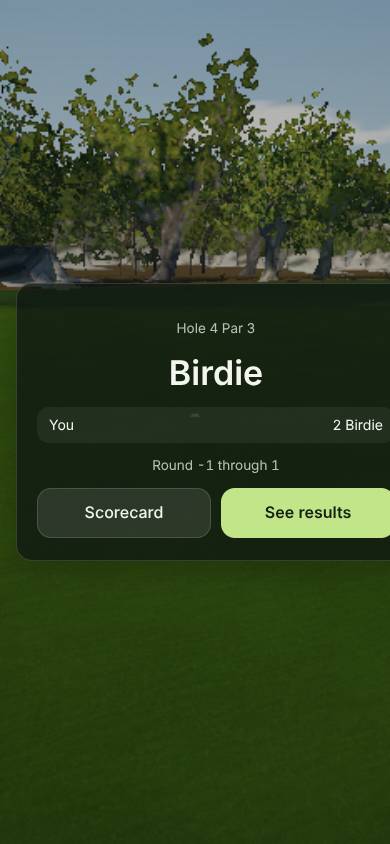 Hole 4 Par 3
Birdie
You 2 Birdie
Round -1 through 1
Scorecard See results